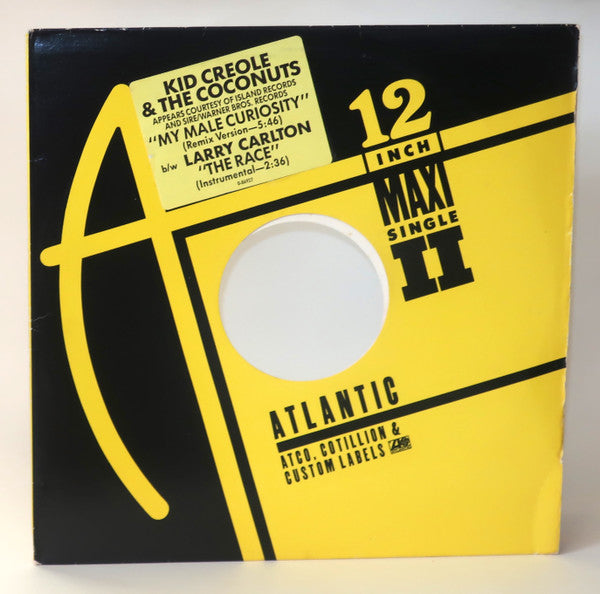 KID CREOLE
& THE COCONUTS
APPEARS COURTESY OF ISLAND RECORDS
AND SIRE/WARNER BROS. RECORDS
"MY MALE CURIOSITY"
(Remix Version—5:46)
b/w LARRY CARLTON
"THE RACE"
(Instrumental—2:36)
0-86957
12
INCH
MAXI
SINGLE
II
ATLANTIC
ATCO, COTILLION &
CUSTOM LABELS